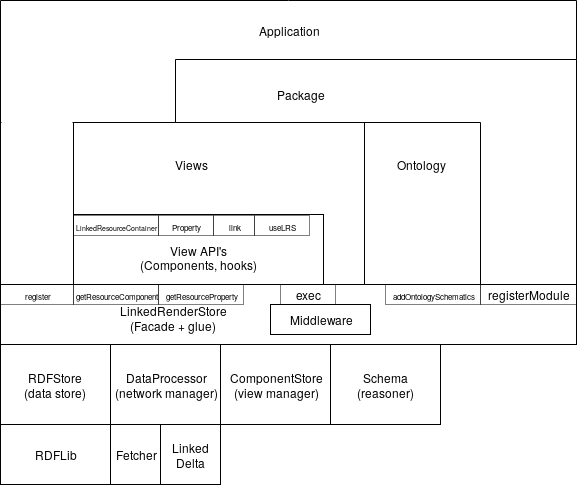 Application
Package
Views
Ontology
LinkedResourceContainer
Property
link
useLRS
View API's
(Components, hooks)
register
getResourceComponent
getResourceProperty
exec
addOntologySchematics
registerModule
LinkedRenderStore
(Facade + glue)
Middleware
RDFStore
(data store)
DataProcessor
(network manager)
ComponentStore
(view manager)
Schema
(reasoner)
RDFLib
Fetcher
Linked
Delta